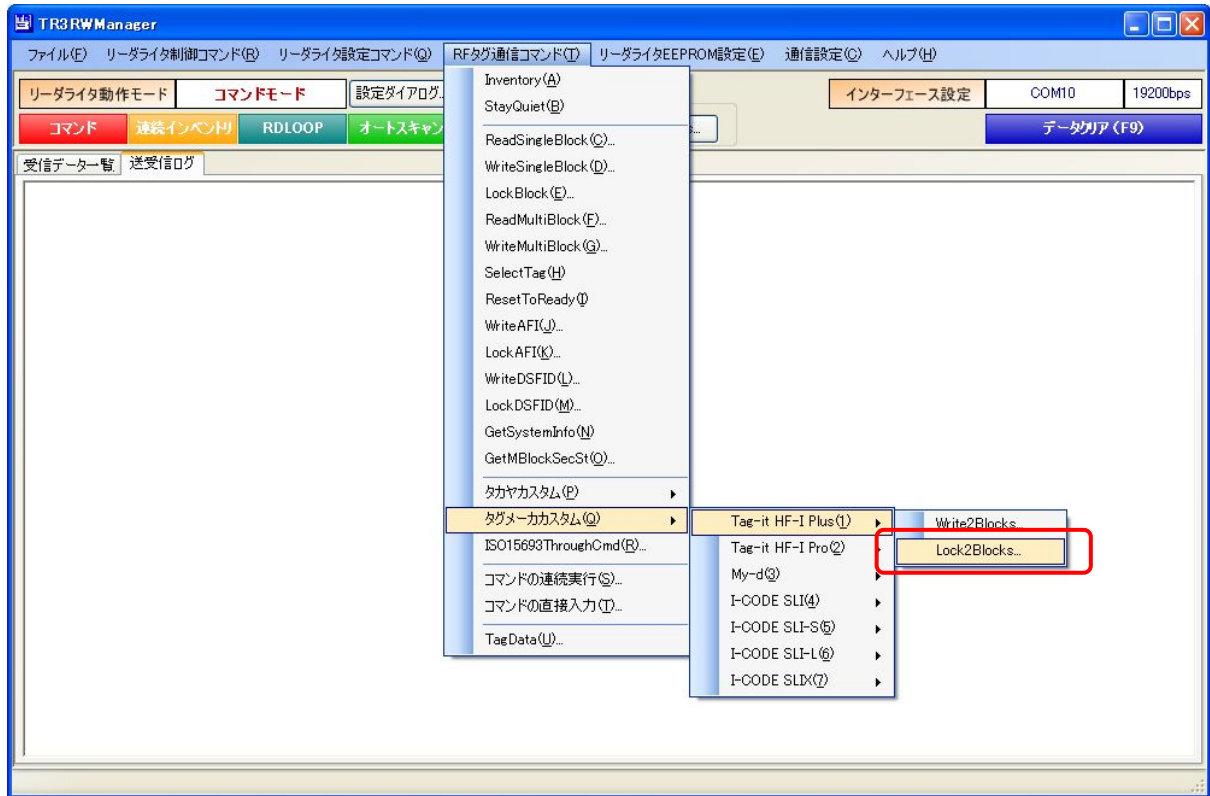 TR3RWManager
ファイル(F) リーダライタ制御コマンド(R) リーダライタ設定コマンド(Q) RFタグ通信コマンド(T) リーダライタEEPROM設定(E) 通信設定(C) ヘルプ(H)
リーダライタ動作モード コマンドモード 設定ダイアログ. インターフェース設定 COM10 19200bps
コマンド 連続インベントリ RDLOOP オートスキャン データクリア(F9)
受信データ一覧 送受信ログ
Inventory(A)
StayQuiet(B)
ReadSingleBlock(C)...
WriteSingleBlock(D)...
LockBlock(E)...
ReadMultiBlock(F)...
WriteMultiBlock(G)...
SelectTag(H)
ResetToReady(I)
WriteAFI(J)...
LockAFI(K)...
WriteDSFID(L)...
LockDSFID(M)...
GetSystemInfo(N)
GetMBlockSecSt(O)...
タカヤカスタム(P)
タグメーカカスタム(Q)
ISO15693ThroughCmd(R)...
コマンドの連続実行(S)...
コマンドの直接入力(T)...
TagData(U)...
Tag-it HF-I Plus(1)
Tag-it HF-I Pro(2)
My-d(3)
I-CODE SLI(4)
I-CODE SLI-S(5)
I-CODE SLI-L(6)
I-CODE SLIX(7)
Write2Blocks...
Lock2Blocks...